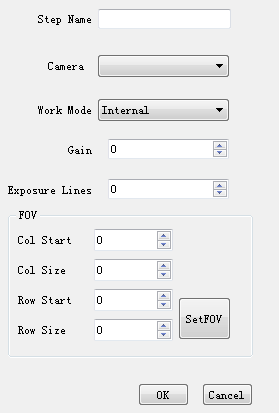 Step Name
Camera
Work Mode Internal
Gain 0
Exposure Lines 0
FOV
Col Start 0
Col Size 0
Row Start 0
Row Size 0
SetFOV
OK Cancel